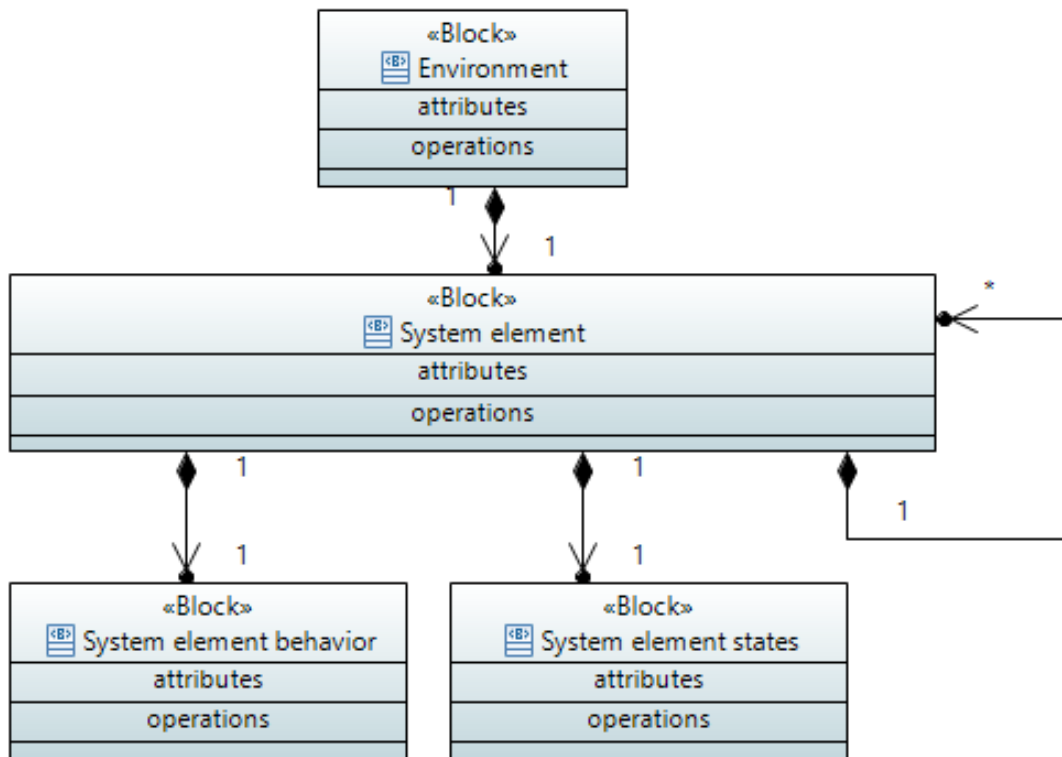 «Block»
Environment
attributes
operations
1
1
«Block»
System element
attributes
operations
*
1
1
1
1
1
«Block»
System element behavior
attributes
operations
«Block»
System element states
attributes
operations